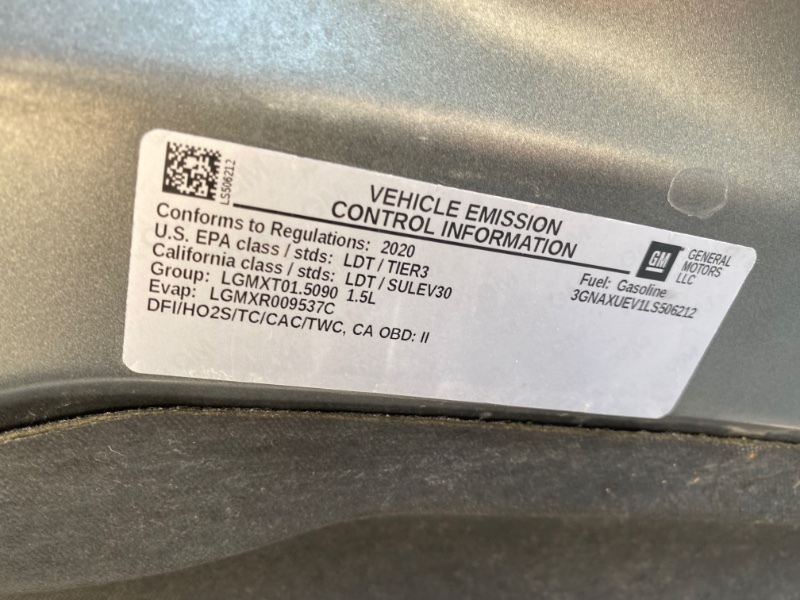 LS506212
VEHICLE EMISSION
CONTROL INFORMATION
GM
GENERAL
MOTORS
LLC
Conforms to Regulations: 2020
U.S. EPA class / stds: LDT / TIER3
California class / stds: LDT / SULEV30
Group: LGMXT01.5090 1.5L
Evap: LGMXR009537C
DFI/HO2S/TC/CAC/TWC, CA OBD: II
Fuel: Gasoline
3GNAXUEV1LS506212